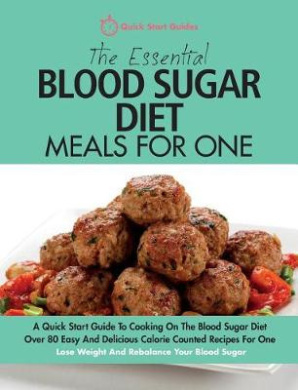 Quick Start Guides
The Essential
BLOOD SUGAR
DIET
MEALS FOR ONE
A Quick Start Guide To Cooking On The Blood Sugar Diet
Over 80 Easy And Delicious Calorie Counted Recipes For One
Lose Weight And Rebalance Your Blood Sugar